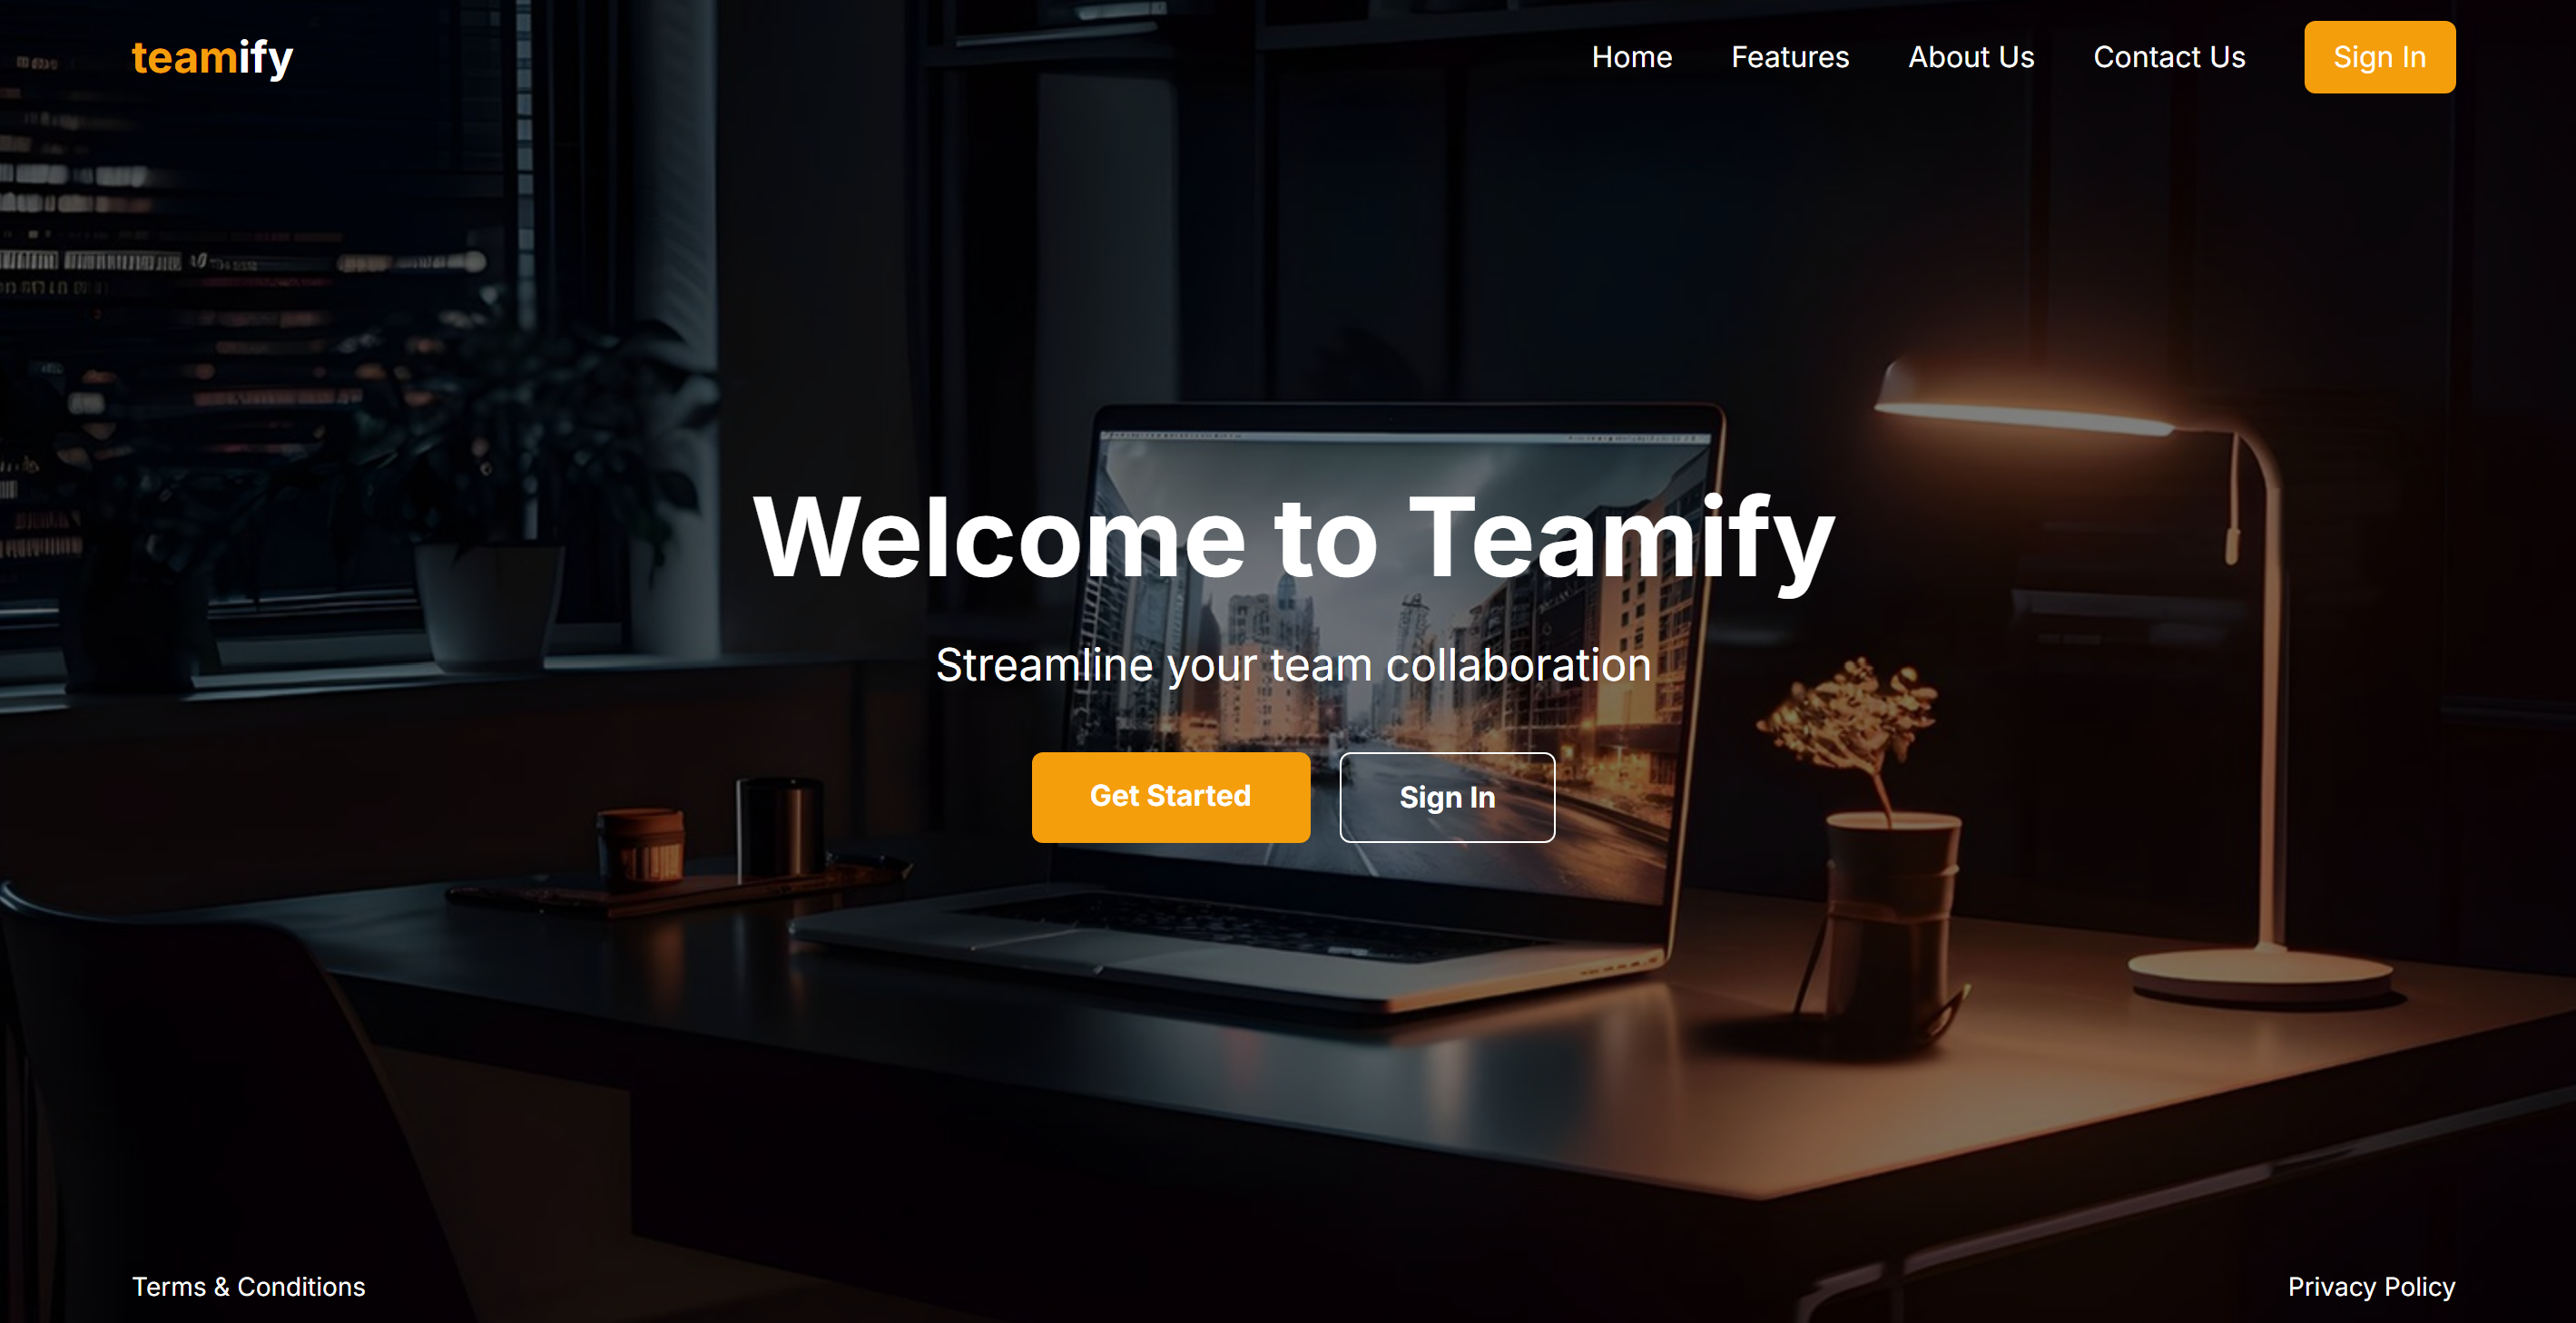 teamify
Home Features About Us Contact Us Sign In
Welcome to Teamify
Streamline your team collaboration
Get Started Sign In
Terms & Conditions Privacy Policy